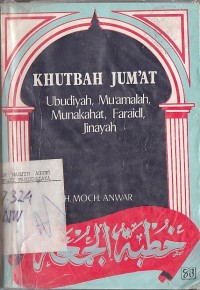 KHUTBAH JUM'AT
Ubudiyah, Mu'amalah,
Munakahat, Faraidl,
Jinayah
H. MOCH. ANWAR
خطبة الجمعة